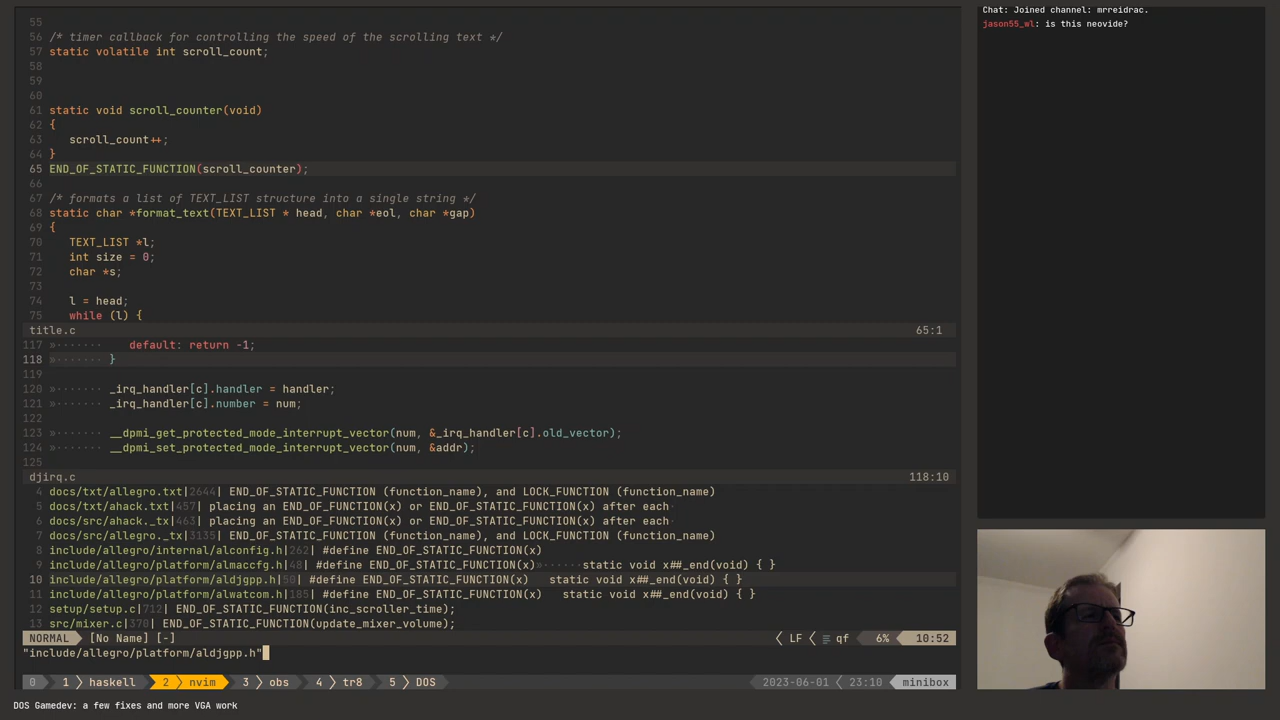 55
56 /* timer callback for controlling the speed of the scrolling text */
57 static volatile int scroll_count;
58
59
60
61 static void scroll_counter(void)
62 {
63 scroll_count++;
64 }
65 END_OF_STATIC_FUNCTION(scroll_counter);
66
67 /* formats a list of TEXT_LIST structure into a single string */
68 static char *format_text(TEXT_LIST * head, char *eol, char *gap)
69 {
70 TEXT_LIST *l;
71 int size = 0;
72 char *s;
73
74 l = head;
75 while (l) {
title.c 65:1
117 »······· default: return -1;
118 »······· }
119
120 »······· _irq_handler[c].handler = handler;
121 »······· _irq_handler[c].number = num;
122
123 »······· __dpmi_get_protected_mode_interrupt_vector(num, &_irq_handler[c].old_vector);
124 »······· __dpmi_set_protected_mode_interrupt_vector(num, &addr);
125
djirq.c 118:10
4 docs/txt/allegro.txt|2644| END_OF_STATIC_FUNCTION (function_name), and LOCK_FUNCTION (function_name)
5 docs/txt/ahack.txt|457| placing an END_OF_FUNCTION(x) or END_OF_STATIC_FUNCTION(x) after each·
6 docs/src/ahack._tx|463| placing an END_OF_FUNCTION(x) or END_OF_STATIC_FUNCTION(x) after each·
7 docs/src/allegro._tx|3135| END_OF_STATIC_FUNCTION (function_name), and LOCK_FUNCTION (function_name)
8 include/allegro/internal/alconfig.h|262| #define END_OF_STATIC_FUNCTION(x)
9 include/allegro/platform/almaccfg.h|48| #define END_OF_STATIC_FUNCTION(x)»······static void x##_end(void) { }
10 include/allegro/platform/aldjgpp.h|50| #define END_OF_STATIC_FUNCTION(x) static void x##_end(void) { }
11 include/allegro/platform/alwatcom.h|185| #define END_OF_STATIC_FUNCTION(x) static void x##_end(void) { }
12 setup/setup.c|712| END_OF_STATIC_FUNCTION(inc_scroller_time);
13 src/mixer.c|370| END_OF_STATIC_FUNCTION(update_mixer_volume);
NORMAL [No Name] [-] LF qf 6% 10:52
"include/allegro/platform/aldjgpp.h"
0 1 haskell 2 nvim 3 obs 4 tr8 5 DOS 2023-06-01 23:10 minibox
DOS Gamedev: a few fixes and more VGA work
Chat: Joined channel: mrreidrac.
jason55_wl: is this neovide?